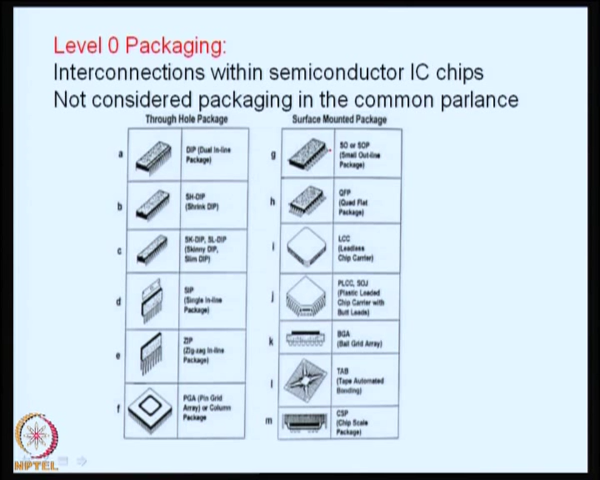 Level 0 Packaging:
Interconnections within semiconductor IC chips
Not considered packaging in the common parlance
Through Hole Package
a
DIP (Dual In-line
Package)
b
SH-DIP
(Shrink DIP)
c
SK-DIP, SL-DIP
(Skinny DIP,
Slim DIP)
d
SIP
(Single In-line
Package)
e
ZIP
(Zig-zag In-line
Package)
f
PGA (Pin Grid
Array) or Column
Package
Surface Mounted Package
g
SO or SOP
(Small Out-line
Package)
h
QFP
(Quad Flat
Package)
i
LCC
(Leadless
Chip Carrier)
j
PLCC, SOJ
(Plastic Leaded
Chip Carrier with
Butt Leads)
k
BGA
(Ball Grid Array)
l
TAB
(Tape Automated
Bonding)
m
CSP
(Chip Scale
Package)
NPTEL